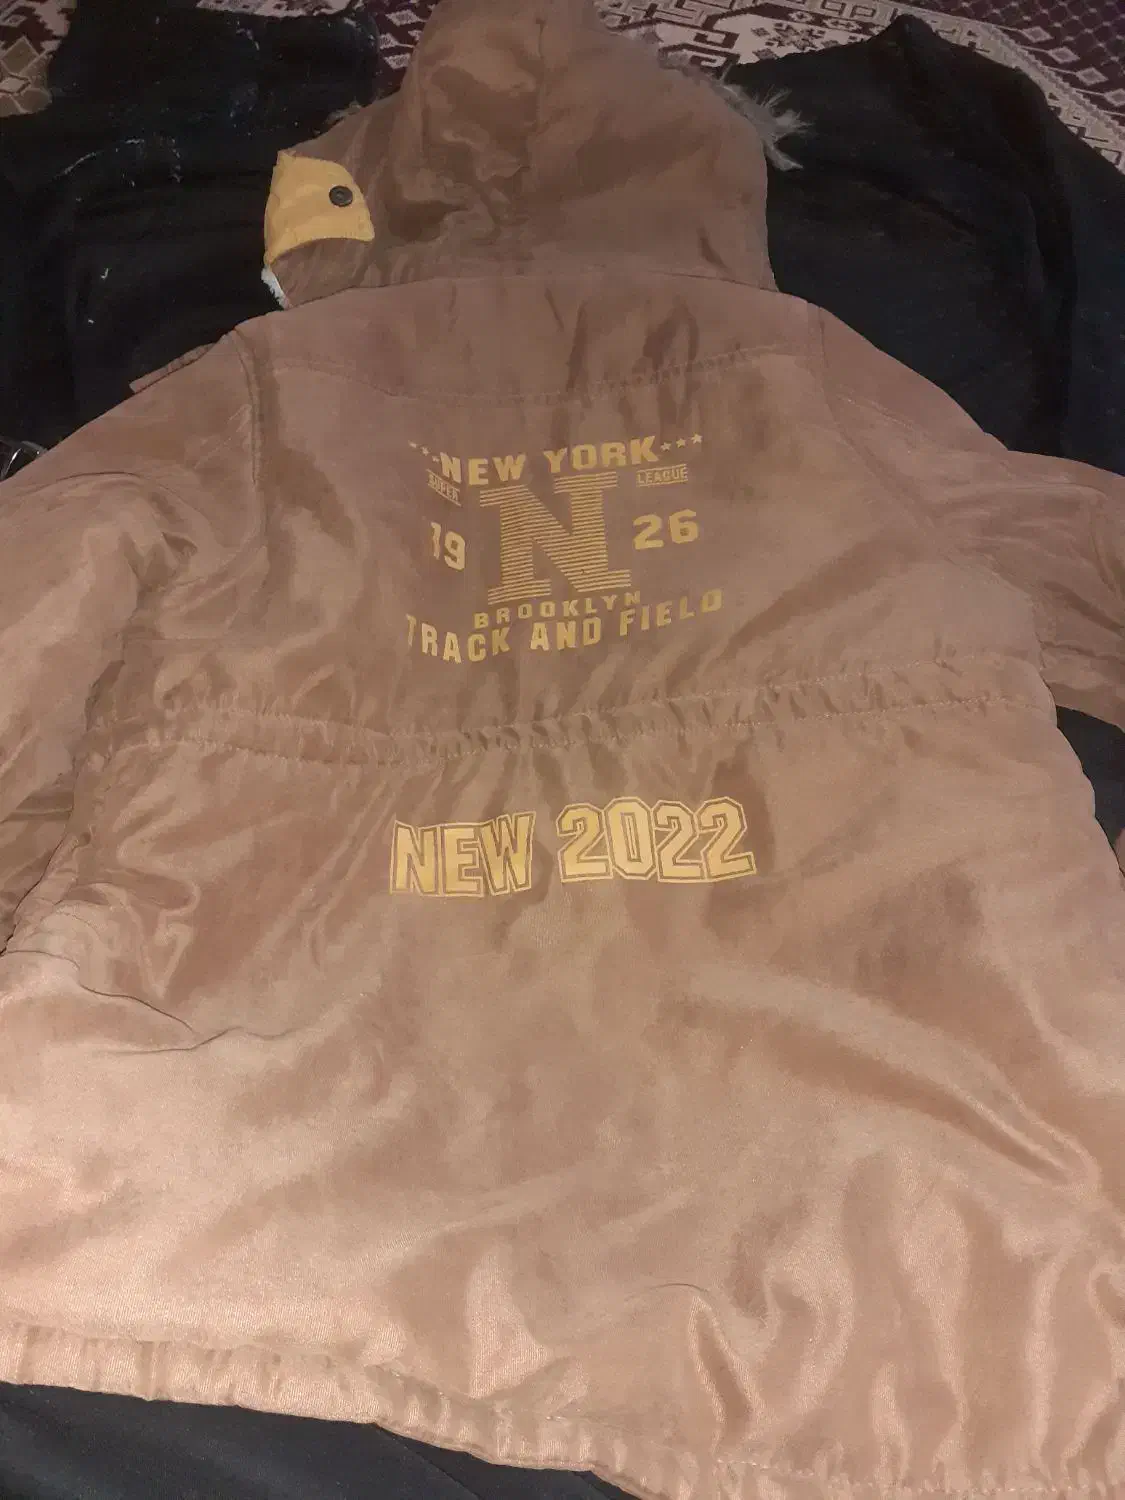 NEW YORK
SUPER LEAGUE
19 N 26
BROOKLYN
TRACK AND FIELD
NEW 2022